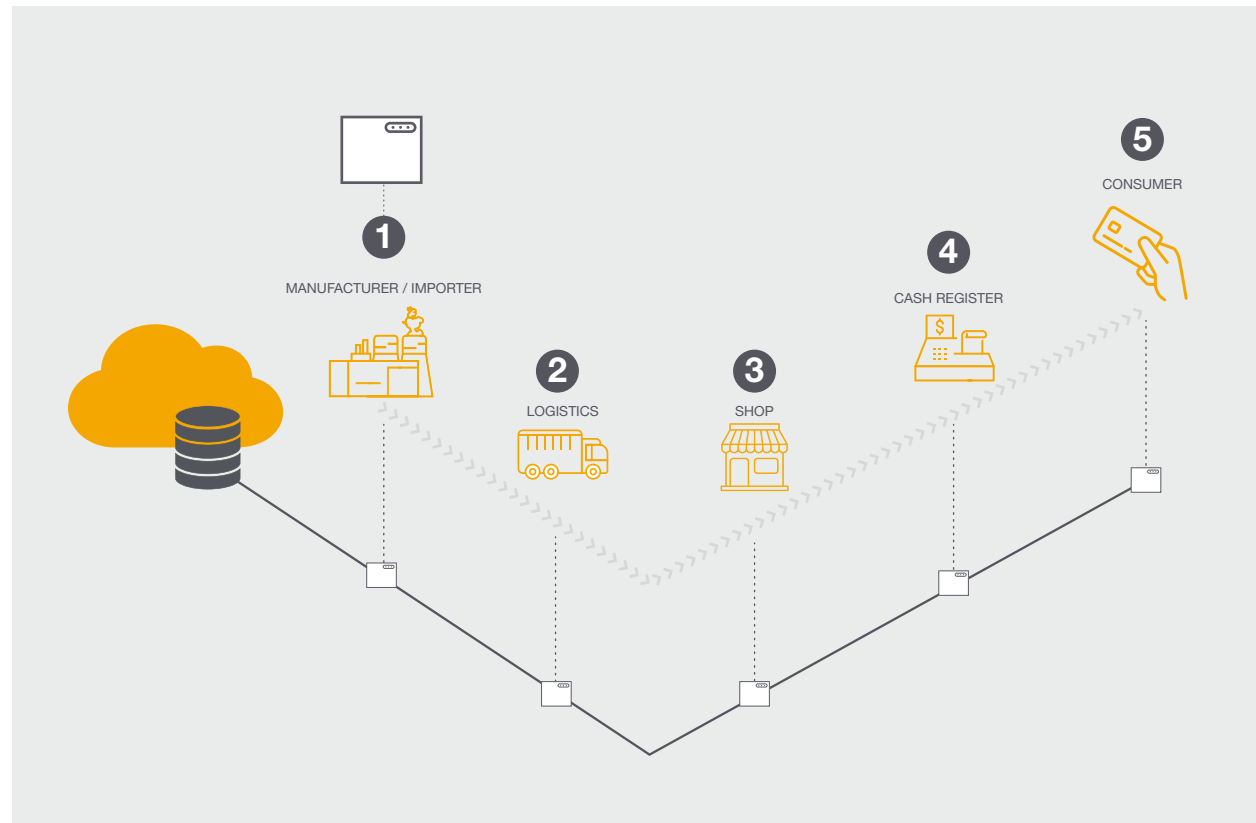 1
MANUFACTURER / IMPORTER
2
LOGISTICS
3
SHOP
4
CASH REGISTER
$
5
CONSUMER